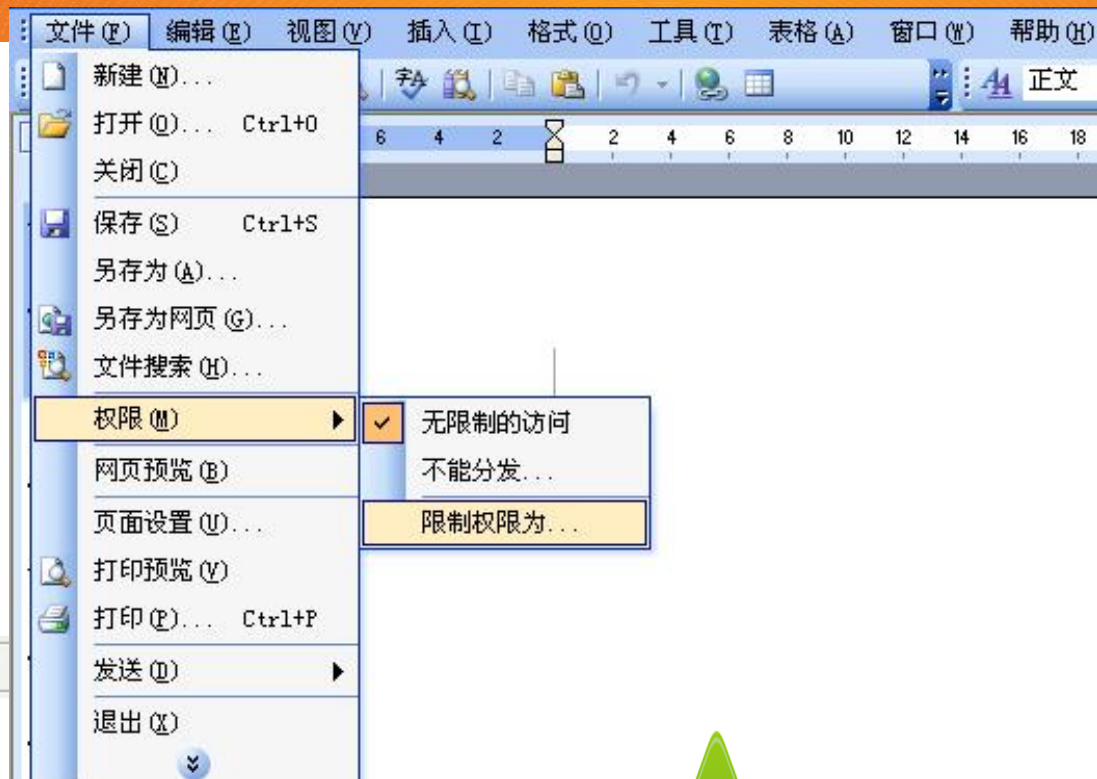 文件(F) 编辑(E) 视图(V) 插入(I) 格式(O) 工具(T) 表格(A) 窗口(W) 帮助(H)
新建(N)...
正文
打开(O)... Ctrl+O
6 4 2 2 4 6 8 10 12 14 16 18
关闭(C)
保存(S) Ctrl+S
另存为(A)...
另存为网页(G)...
文件搜索(H)...
权限(M)
无限制的访问
网页预览(B)
不能分发...
页面设置(U)...
限制权限为...
打印预览(V)
打印(P)... Ctrl+P
发送(D)
退出(X)